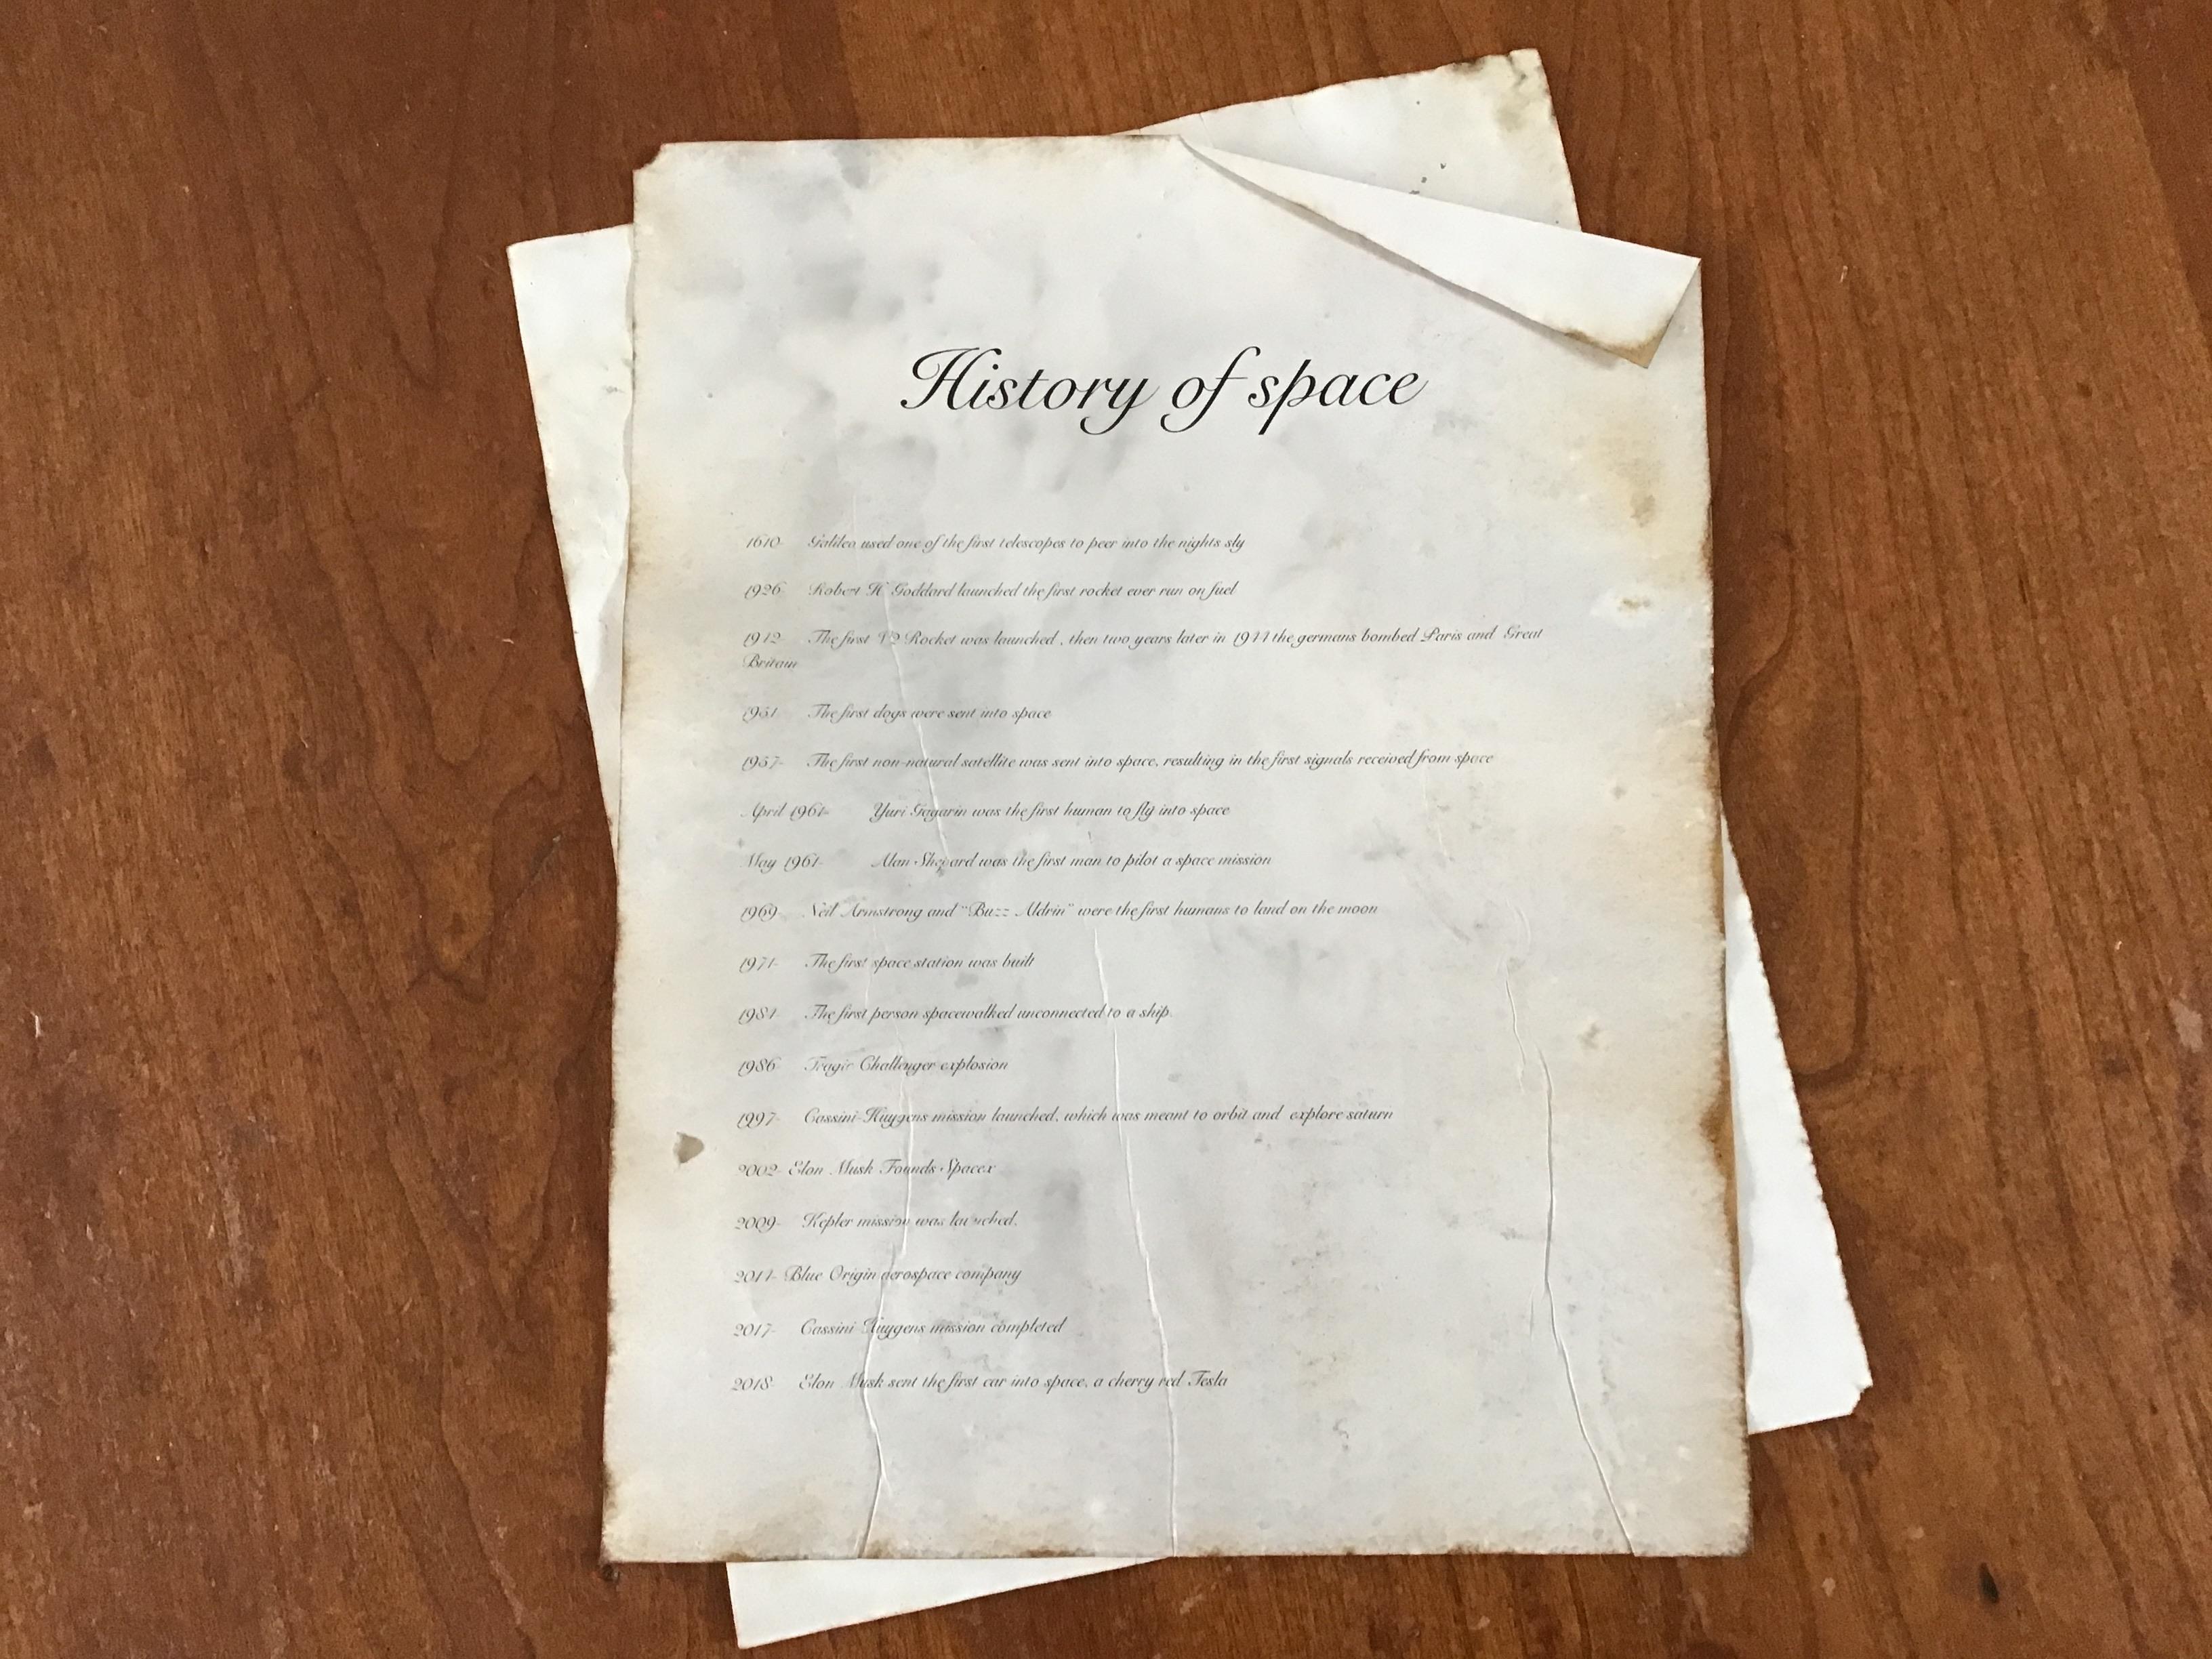 History of space
1610- Galileo used one of the first telescopes to peer into the nights sly
1926- Robert H. Goddard launched the first rocket ever run on fuel
1942- The first V2 Rocket was launched, then two years later in 1944 the germans bombed Paris and Great
Britain
1951- The first dogs were sent into space
1957- The first non-natural satellite was sent into space, resulting in the first signals received from space
April 1961- Yuri Gagarin was the first human to fly into space
May 1961- Alan Shepard was the first man to pilot a space mission
1969- Neil Armstrong and "Buzz Aldrin" were the first humans to land on the moon
1971- The first space station was built
1984- The first person spacewalked unconnected to a ship.
1986- Tragic Challenger explosion
1997- Cassini-Huygens mission launched, which was meant to orbit and explore saturn
2002- Elon Musk Founds Spacex
2009- Kepler mission was launched.
2014- Blue Origin aerospace company
2017- Cassini-Huygens mission completed
2018- Elon Musk sent the first car into space, a cherry red Tesla